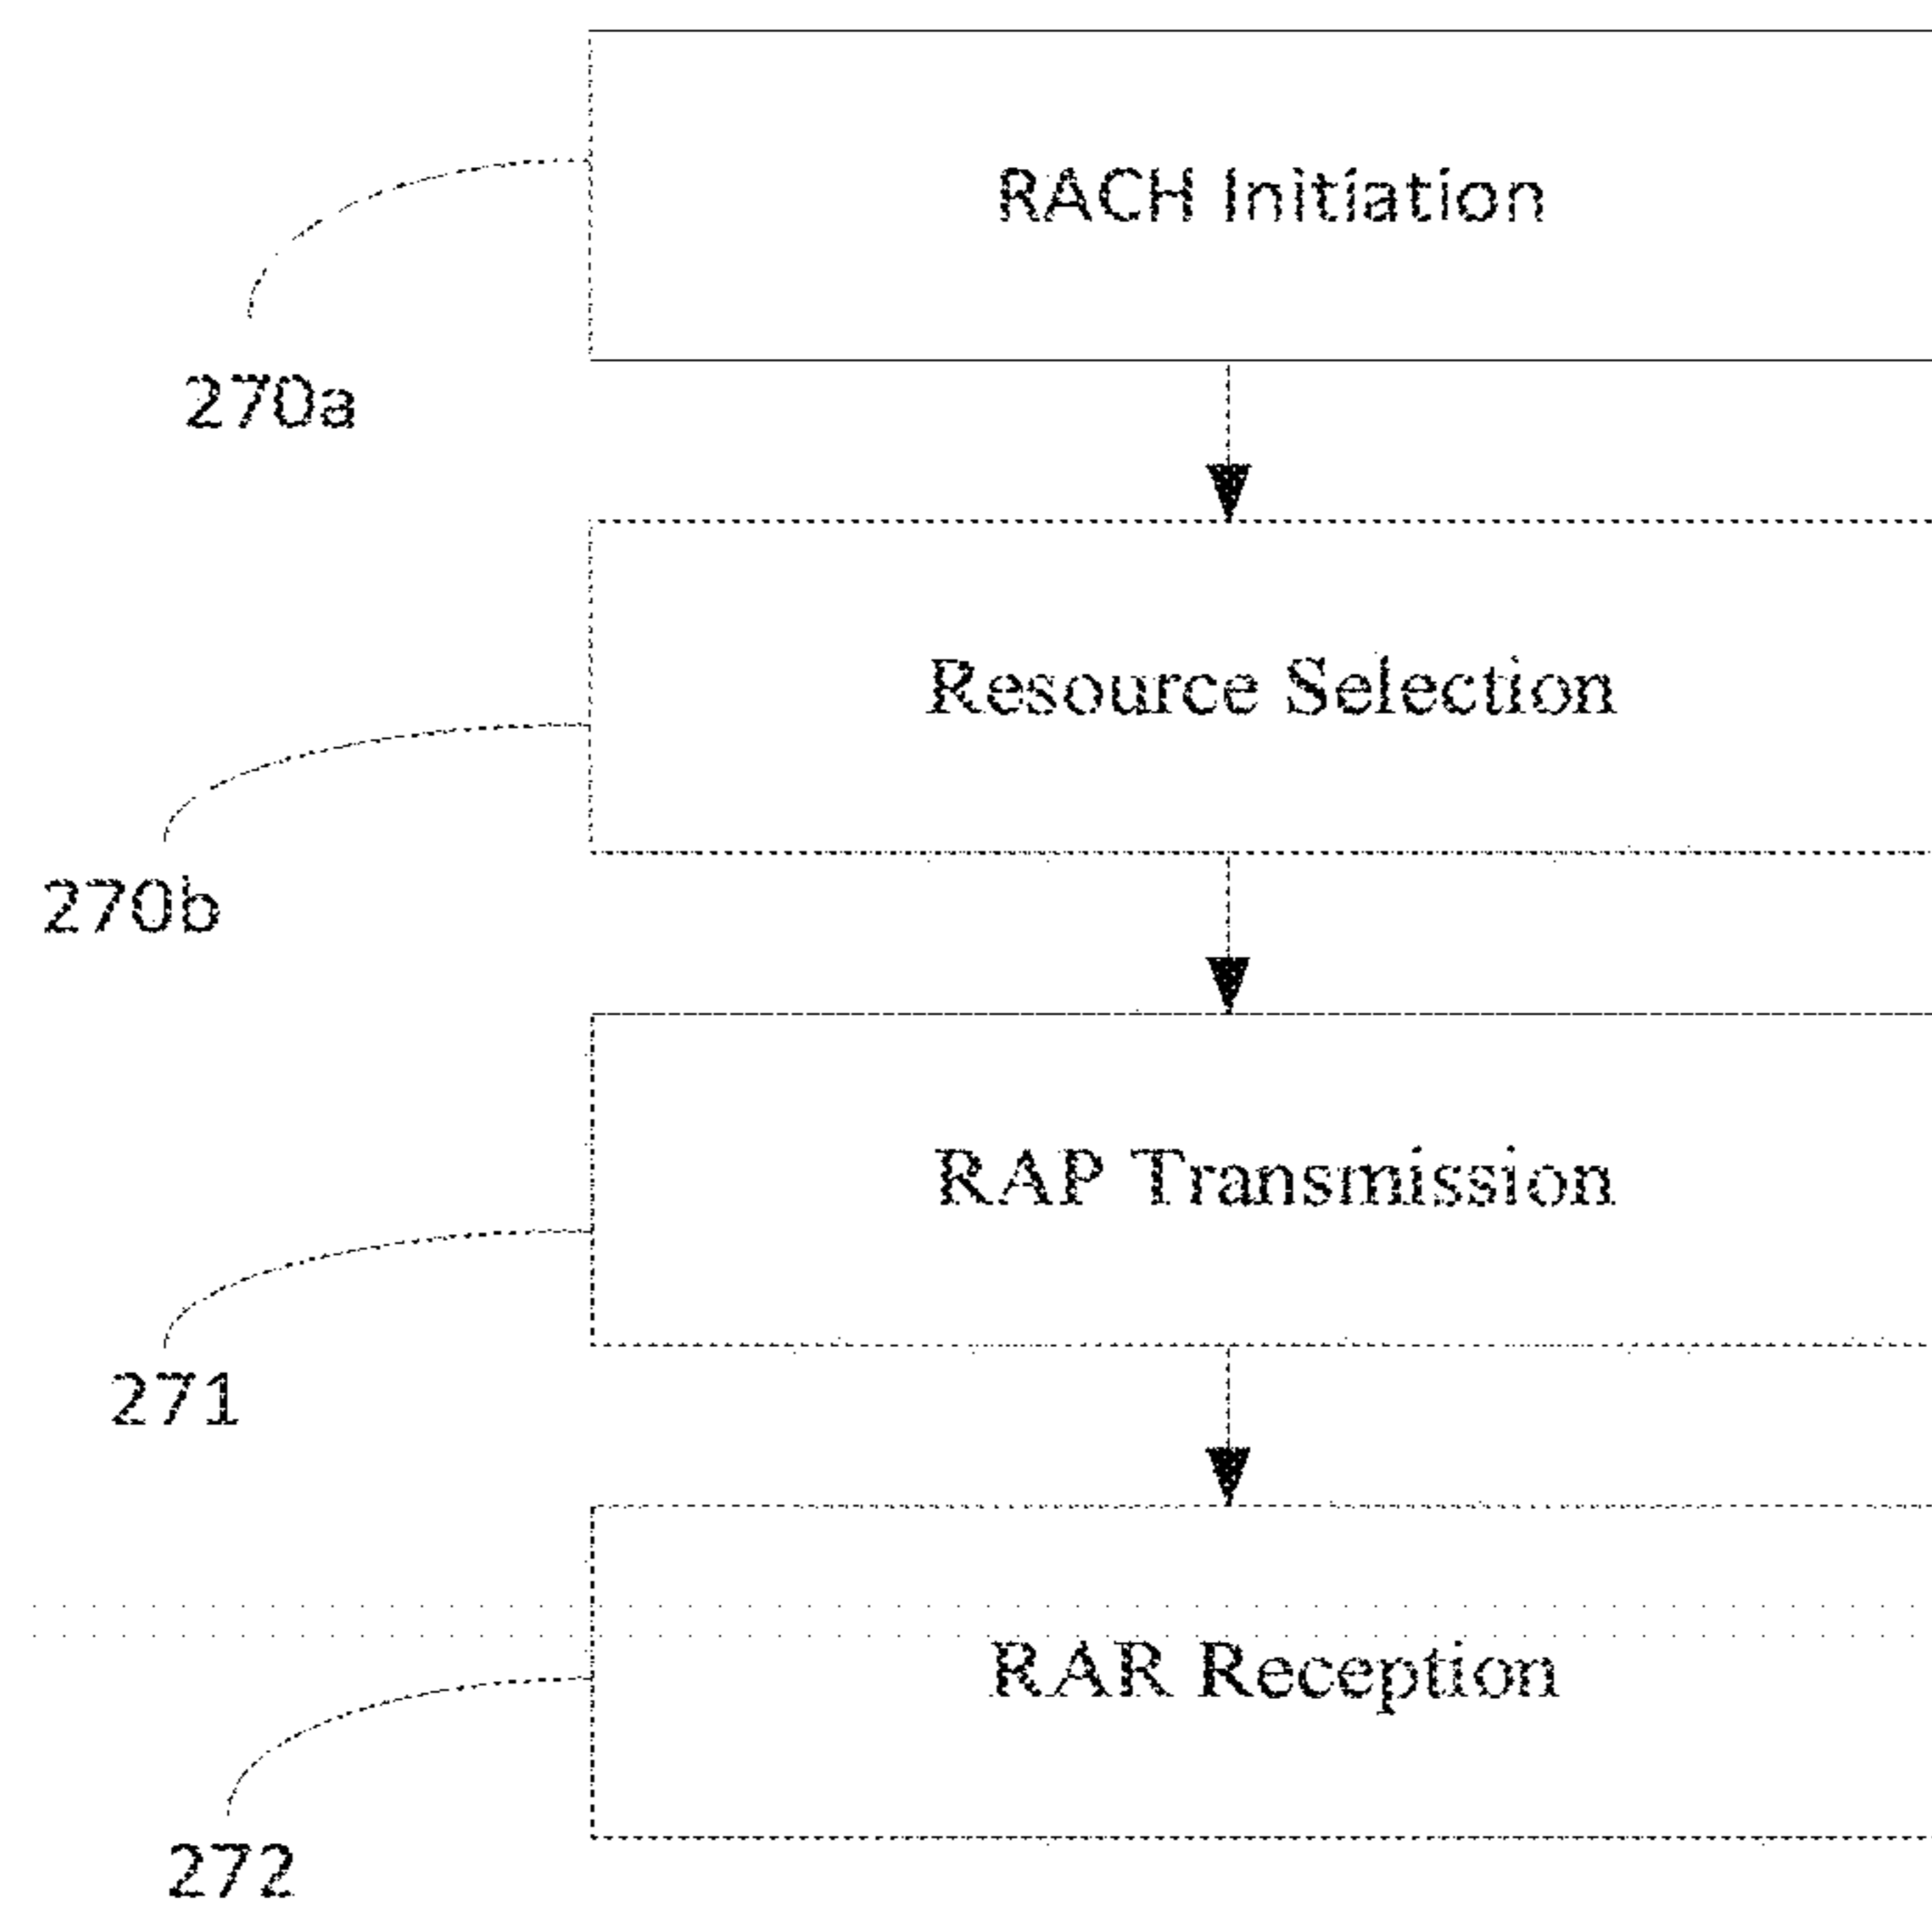 RACH Initiation
270a
Resource Selection
270b
RAP Transmission
271
RAR Reception
272